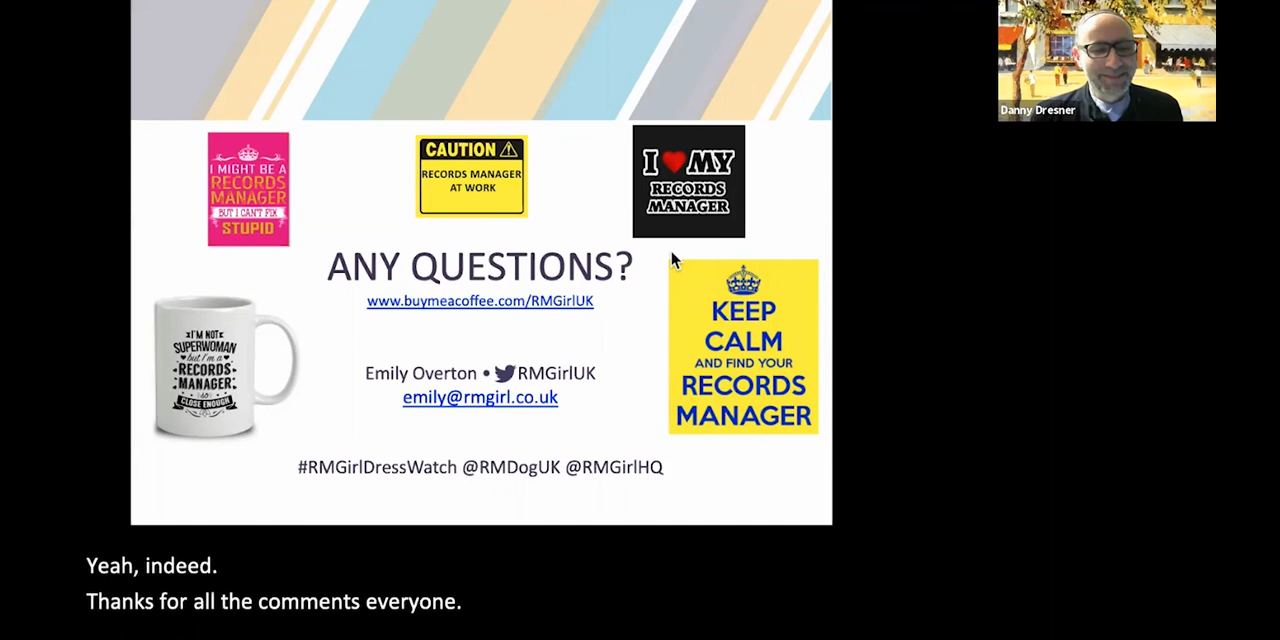 Danny Dresner
I MIGHT BE A
RECORDS
MANAGER
BUT I CAN'T FIX
STUPID
CAUTION
RECORDS MANAGER
AT WORK
I ❤ MY
RECORDS
MANAGER
ANY QUESTIONS?
www.buymeacoffee.com/RMGirlUK
I'M NOT
SUPERWOMAN
but I'm a
RECORDS
MANAGER
so
CLOSE ENOUGH
Emily Overton • RMGirlUK
emily@rmgirl.co.uk
KEEP
CALM
AND FIND YOUR
RECORDS
MANAGER
#RMGirlDressWatch @RMDogUK @RMGirlHQ
Yeah, indeed.
Thanks for all the comments everyone.